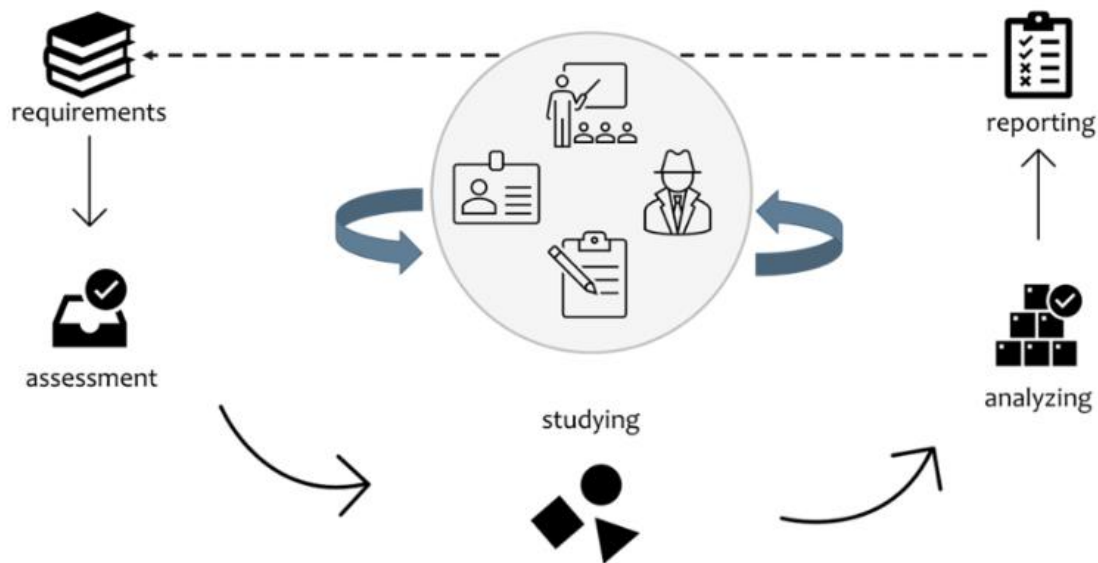 requirements
reporting
assessment
analyzing
studying